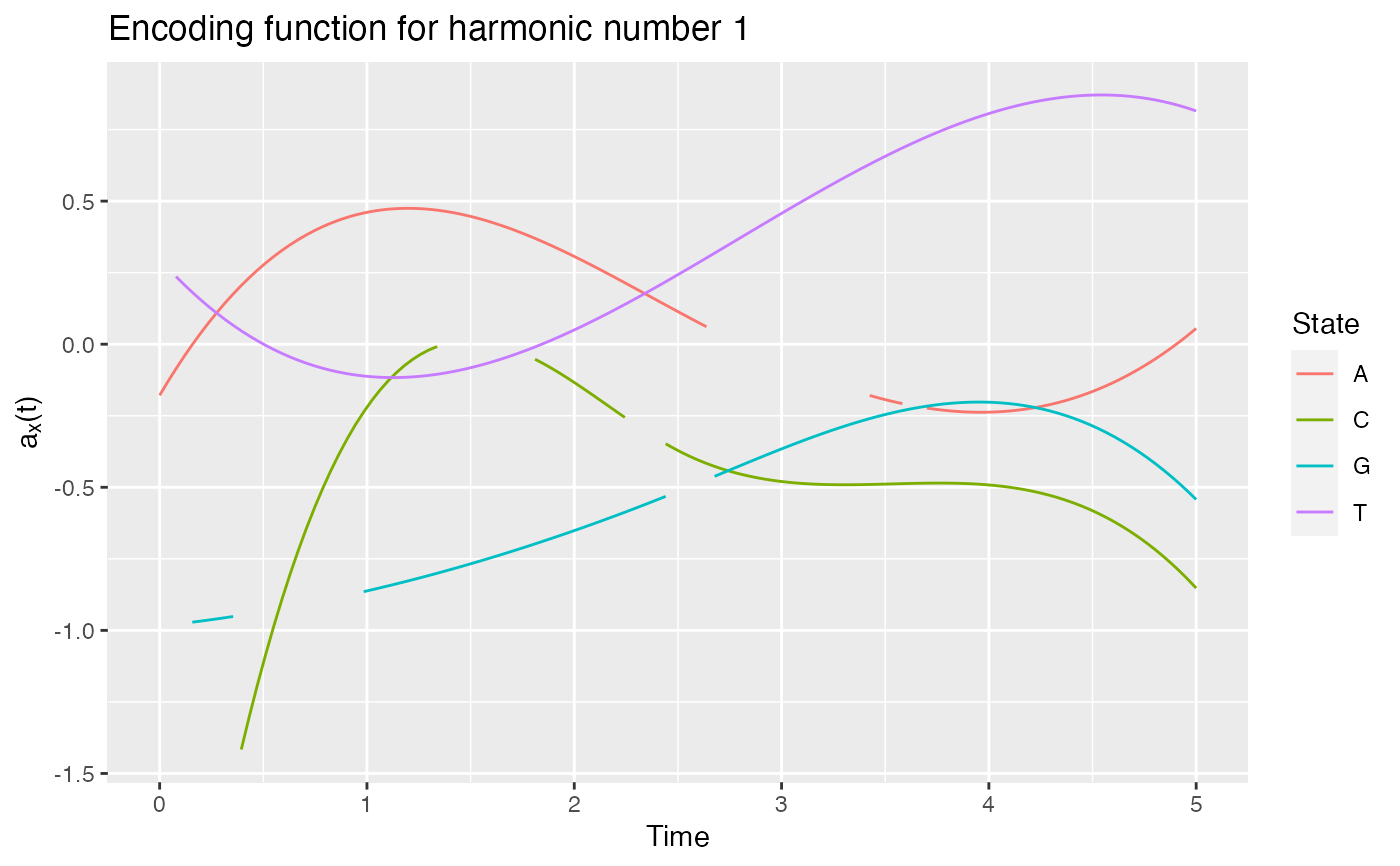 Encoding function for harmonic number 1
0.5
0.0
-0.5
-1.0
-1.5
aₓ(t)
0 1 2 3 4 5
Time
State
A
C
G
T